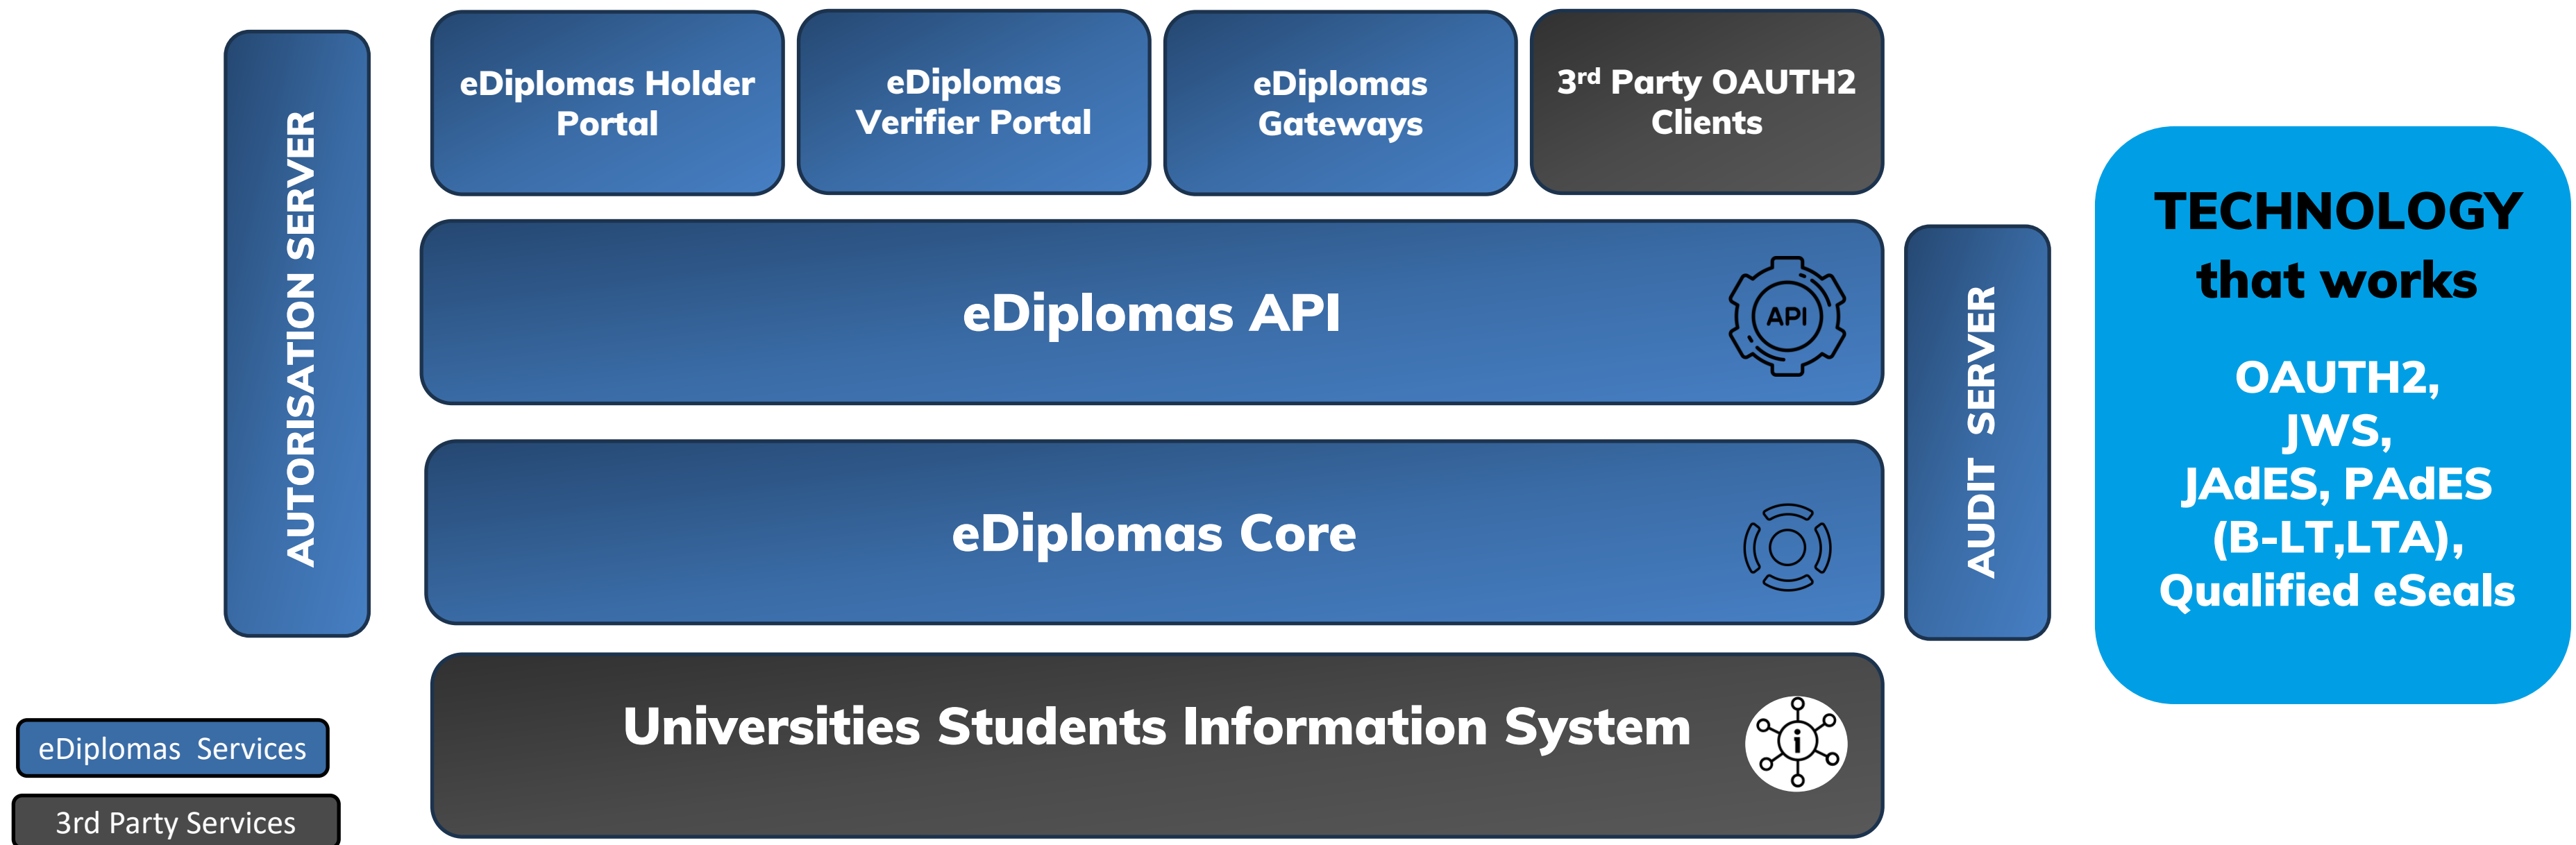 AUTORISATION SERVER
eDiplomas Holder
Portal
eDiplomas
Verifier Portal
eDiplomas
Gateways
3rd Party OAUTH2
Clients
eDiplomas API
API
eDiplomas Core
Universities Students Information System
i
AUDIT SERVER
TECHNOLOGY
that works
OAUTH2,
JWS,
JAdES, PAdES
(B-LT,LTA),
Qualified eSeals
eDiplomas Services
3rd Party Services